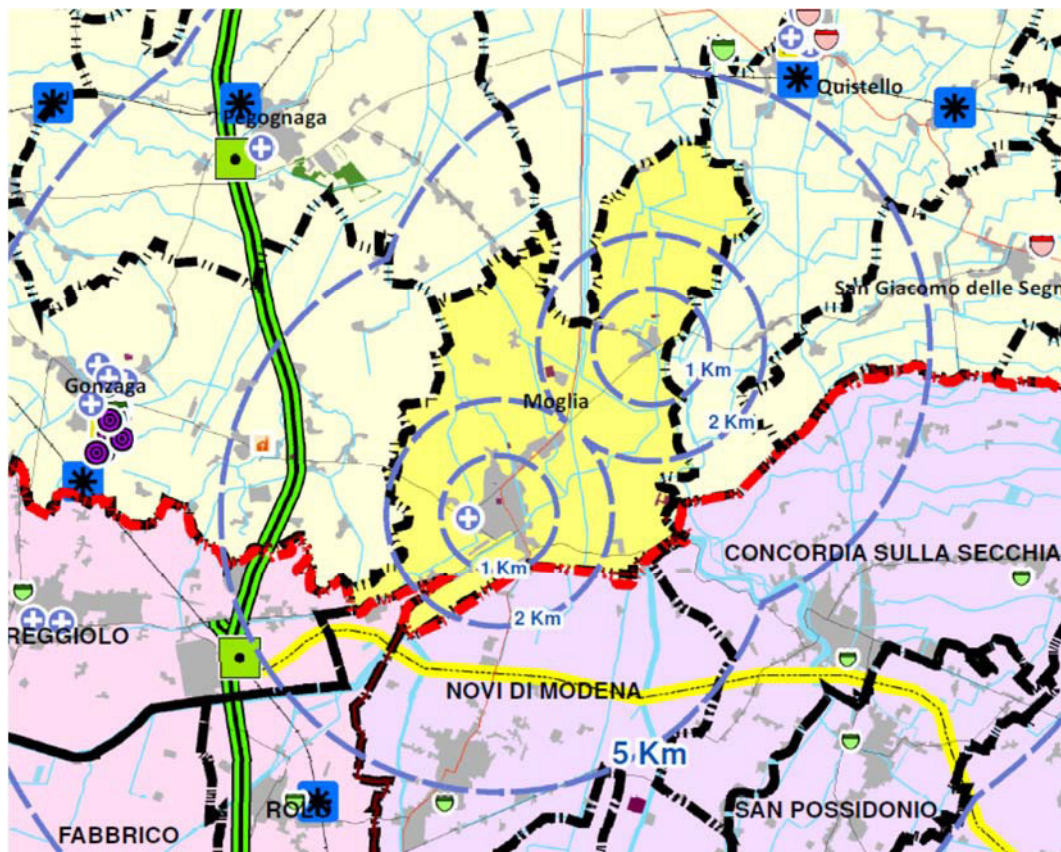 Quistello
Pegognaga
San Giacomo delle Segn
1 Km
Gonzaga
Moglia
2 Km
CONCORDIA SULLA SECCHIA
1 Km
2 Km
REGGIOLO
NOVI DI MODENA
5 Km
ROLO
SAN POSSIDONIO
FABBRICO